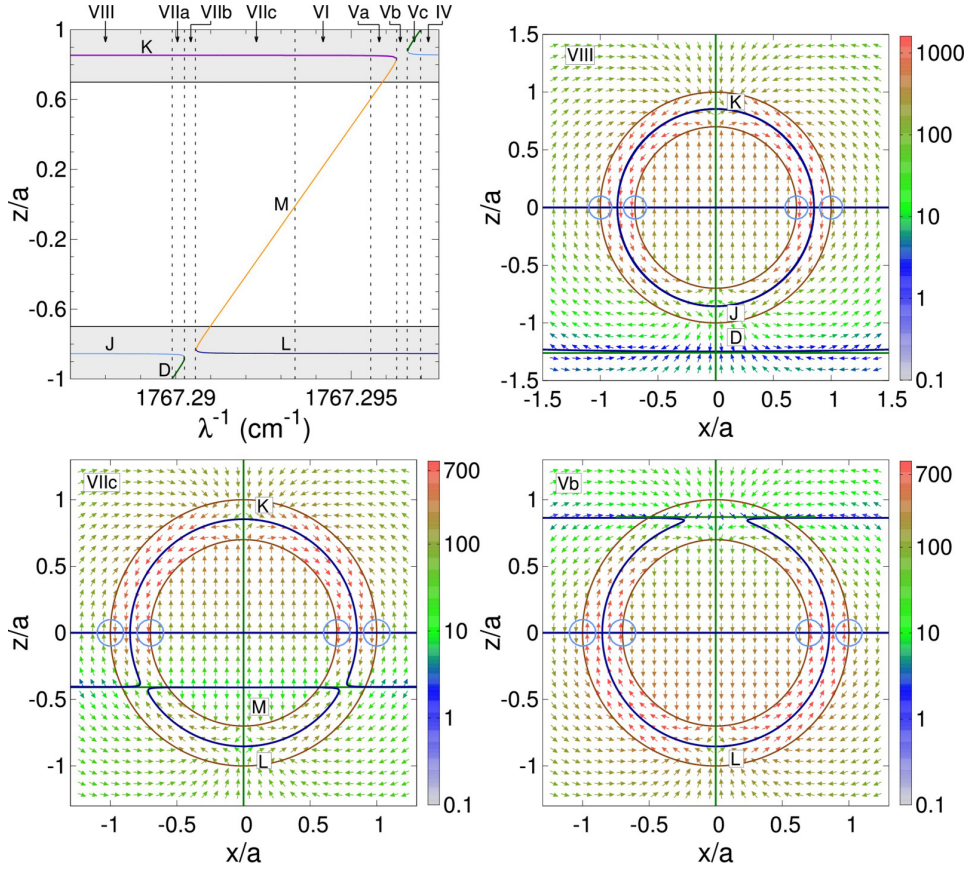 VIII VIIa VIIb VIIc VI Va Vb Vc IV
K
M
J
L
D
1
0.6
0.2
-0.2
-0.6
-1
z/a
1767.29 1767.295
λ⁻¹ (cm⁻¹)
VIII
K
J
D
1.5
1
0.5
0
-0.5
-1
-1.5
z/a
-1.5 -1 -0.5 0 0.5 1 1.5
x/a
1000
100
10
1
0.1
VIIc
K
M
L
1
0.5
0
-0.5
-1
z/a
-1 -0.5 0 0.5 1
x/a
700
100
10
1
0.1
Vb
L
1
0.5
0
-0.5
-1
z/a
-1 -0.5 0 0.5 1
x/a
700
100
10
1
0.1